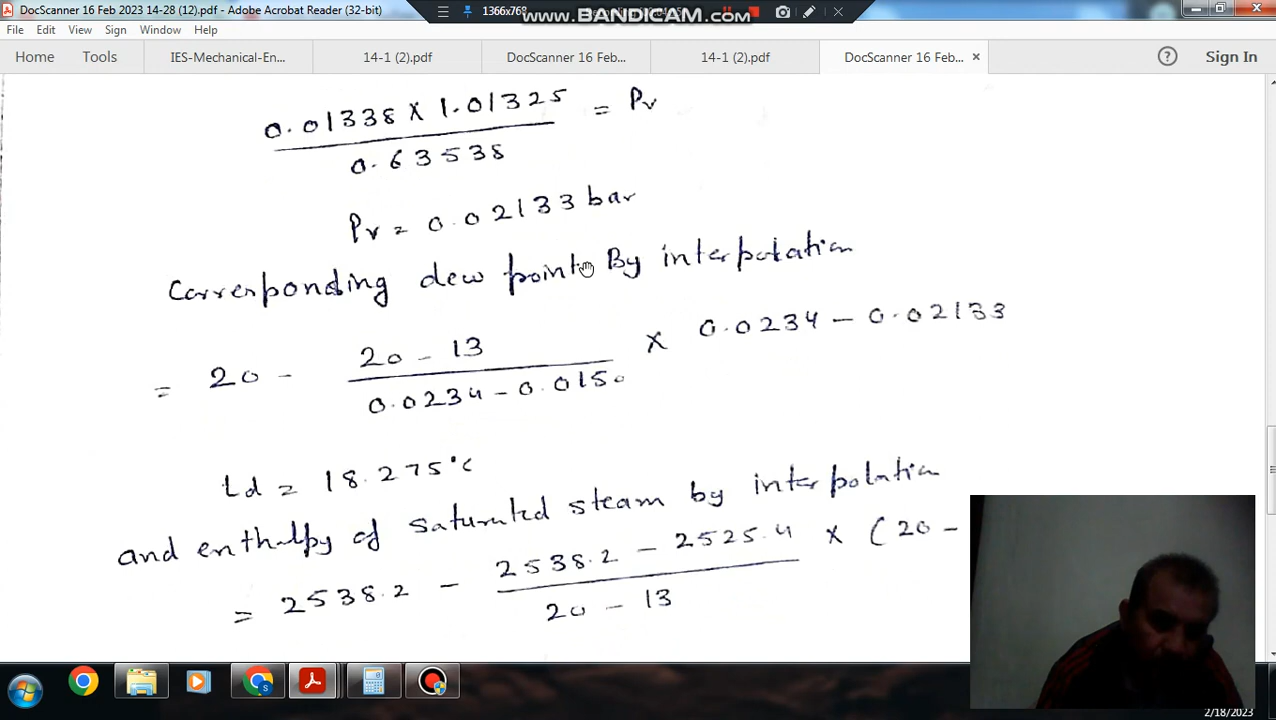 DocScanner 16 Feb 2023 14-28 (12).pdf - Adobe Acrobat Reader (32-bit)
1366x768
www.BANDICAM.com
File Edit View Sign Window Help
Home Tools IES-Mechanical-En... 14-1 (2).pdf DocScanner 16 Feb... 14-1 (2).pdf DocScanner 16 Feb... × ? Sign In
0.01338 X 1.01325 = Pv
0.63538
Pv = 0.02133 bar
Corresponding dew point By interpolation
= 20 - 20 - 13 X 0.0234 - 0.02133
0.0234 - 0.0150
td = 18.275°C
and enthalpy of saturated steam by interpolation
= 2538.2 - 2538.2 - 2525.4 X (20 -
20 - 13
2/18/2023